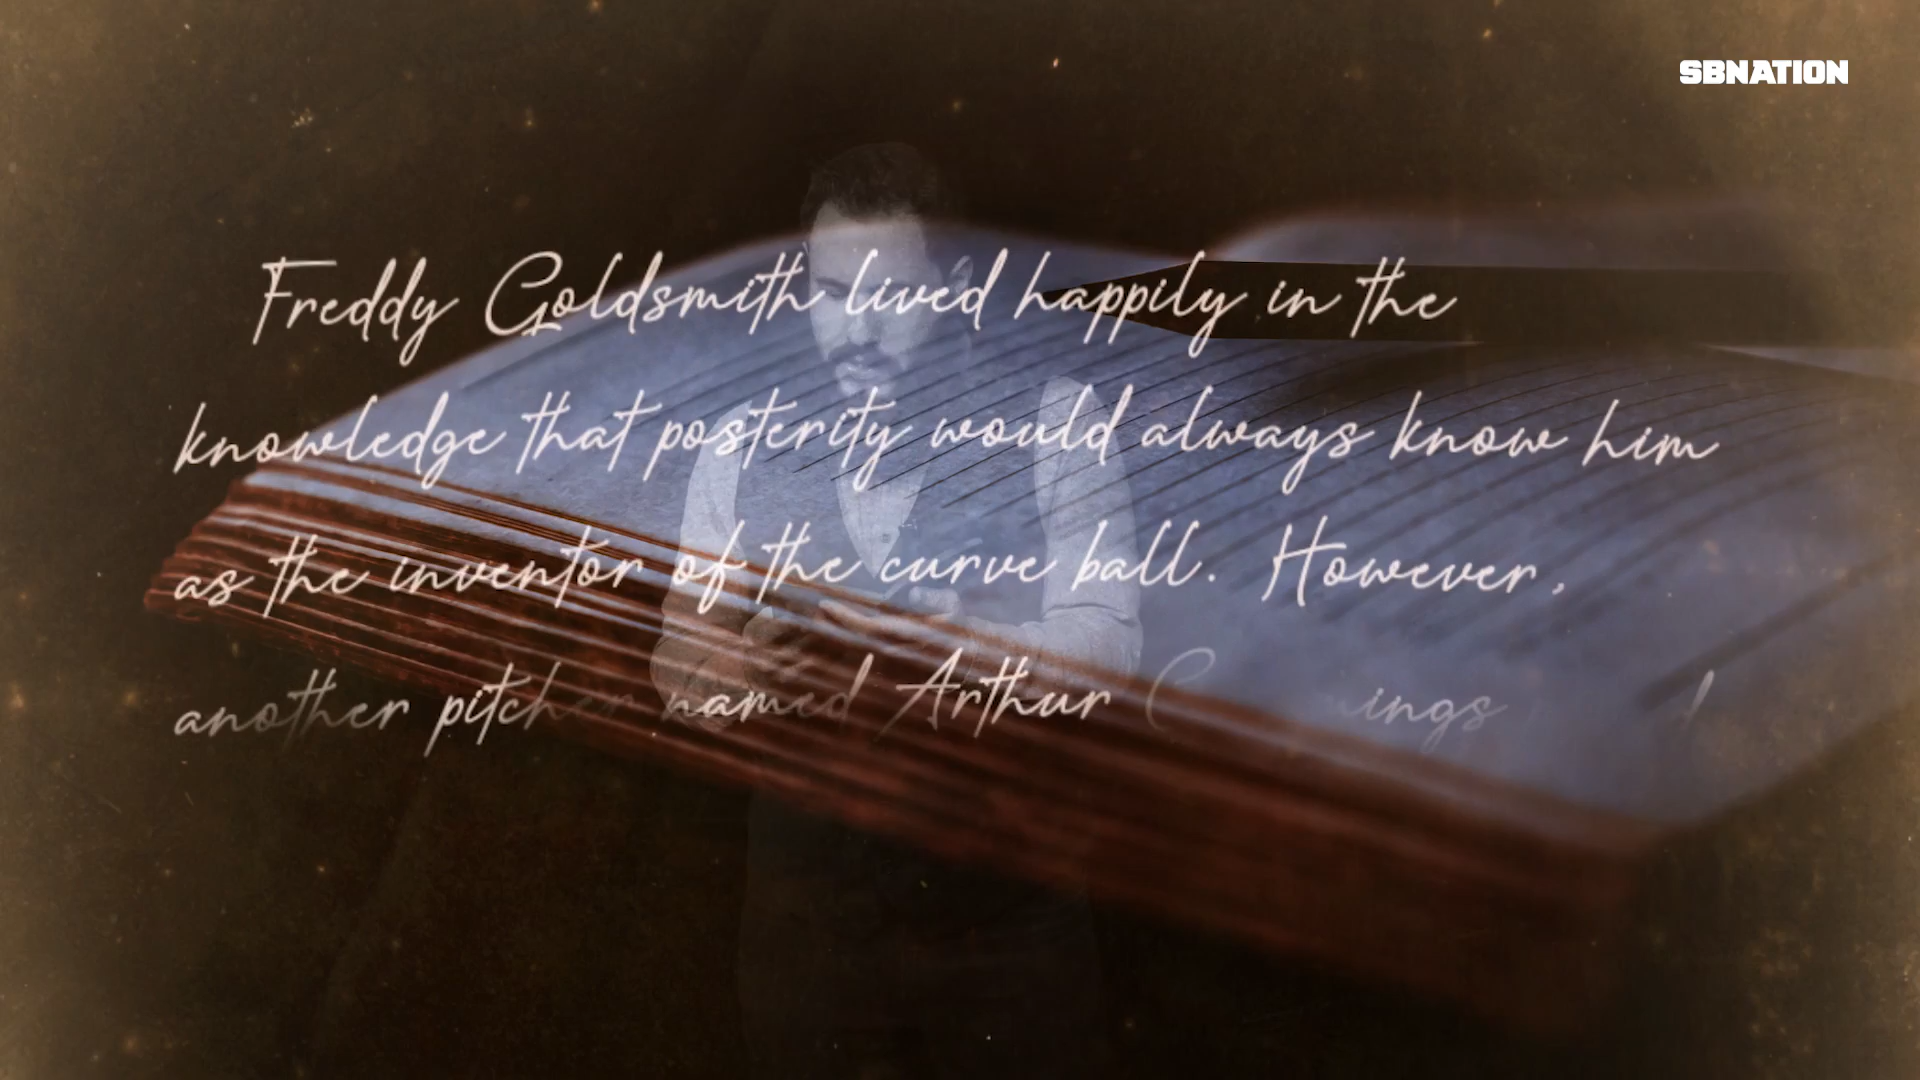 SBNATION
Freddy Goldsmith lived happily in the
knowledge that posterity would always know him
as the inventor of the curve ball. However,
another pitcher named Arthur